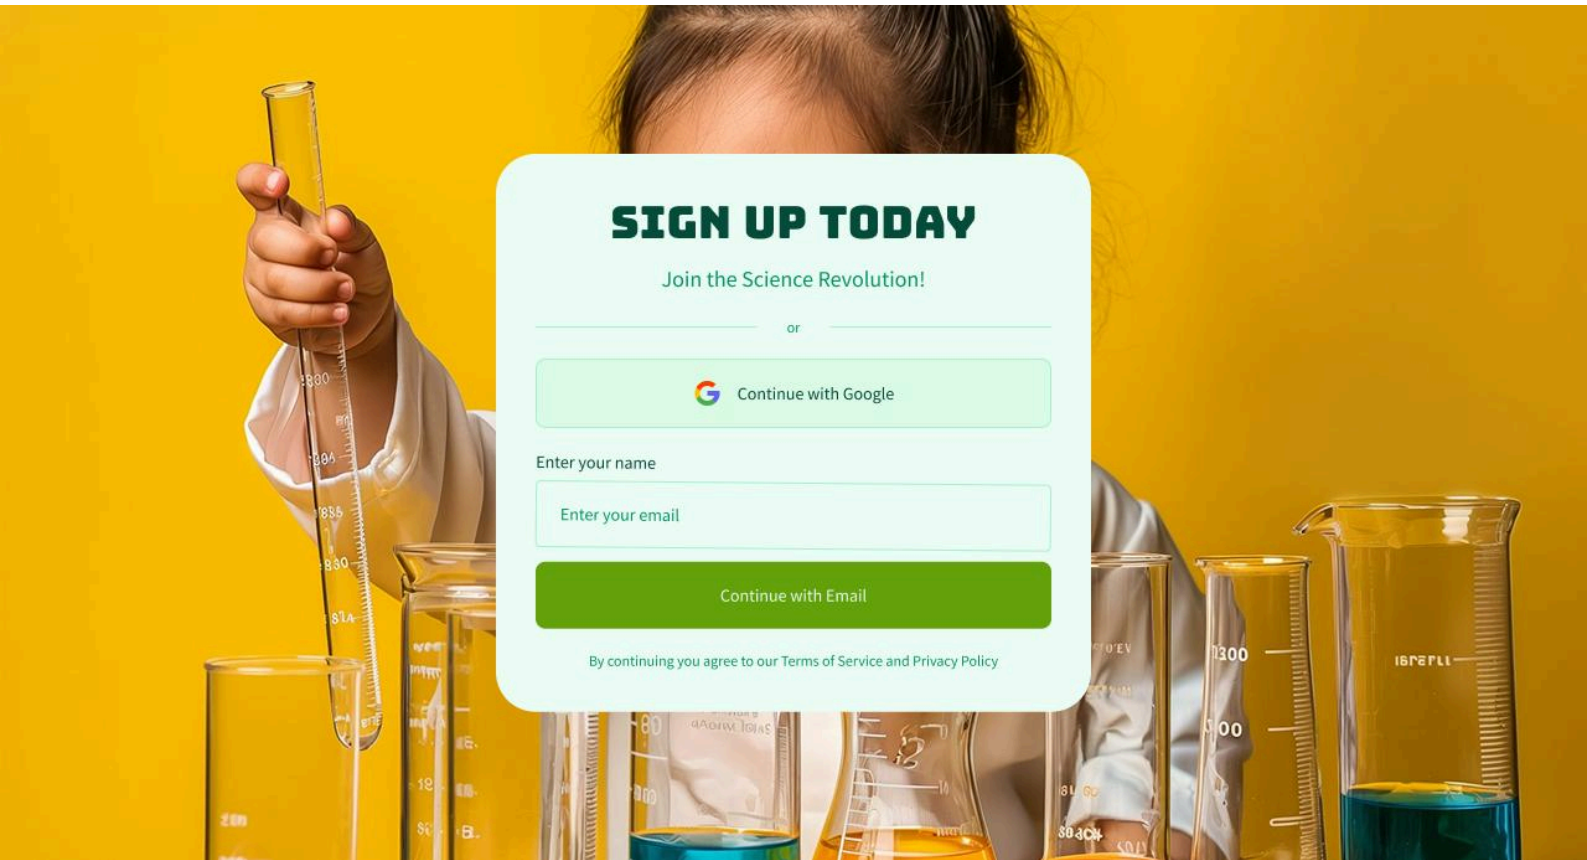 SIGN UP TODAY
Join the Science Revolution!
or
Continue with Google
Enter your name
Enter your email
Continue with Email
By continuing you agree to our Terms of Service and Privacy Policy
1300